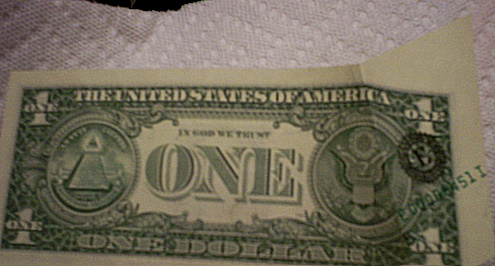 ONE ONE
THE UNITED STATES OF AMERICA
IN GOD WE TRUST
ONE
E
ONE ONE
ONE DOLLAR